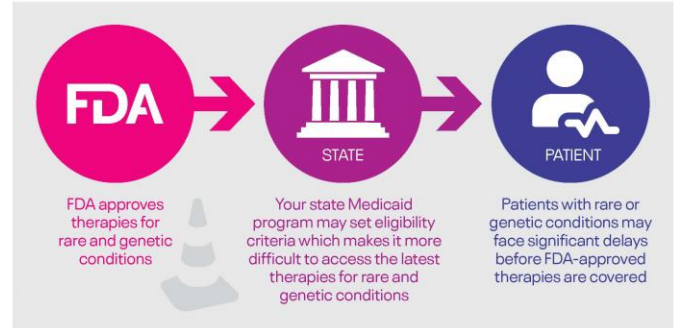 FDA
STATE
PATIENT
FDA approves
therapies for
rare and genetic
conditions
Your state Medicaid
program may set eligibility
criteria which makes it more
difficult to access the latest
therapies for rare and
genetic conditions
Patients with rare or
genetic conditions may
face significant delays
before FDA-approved
therapies are covered